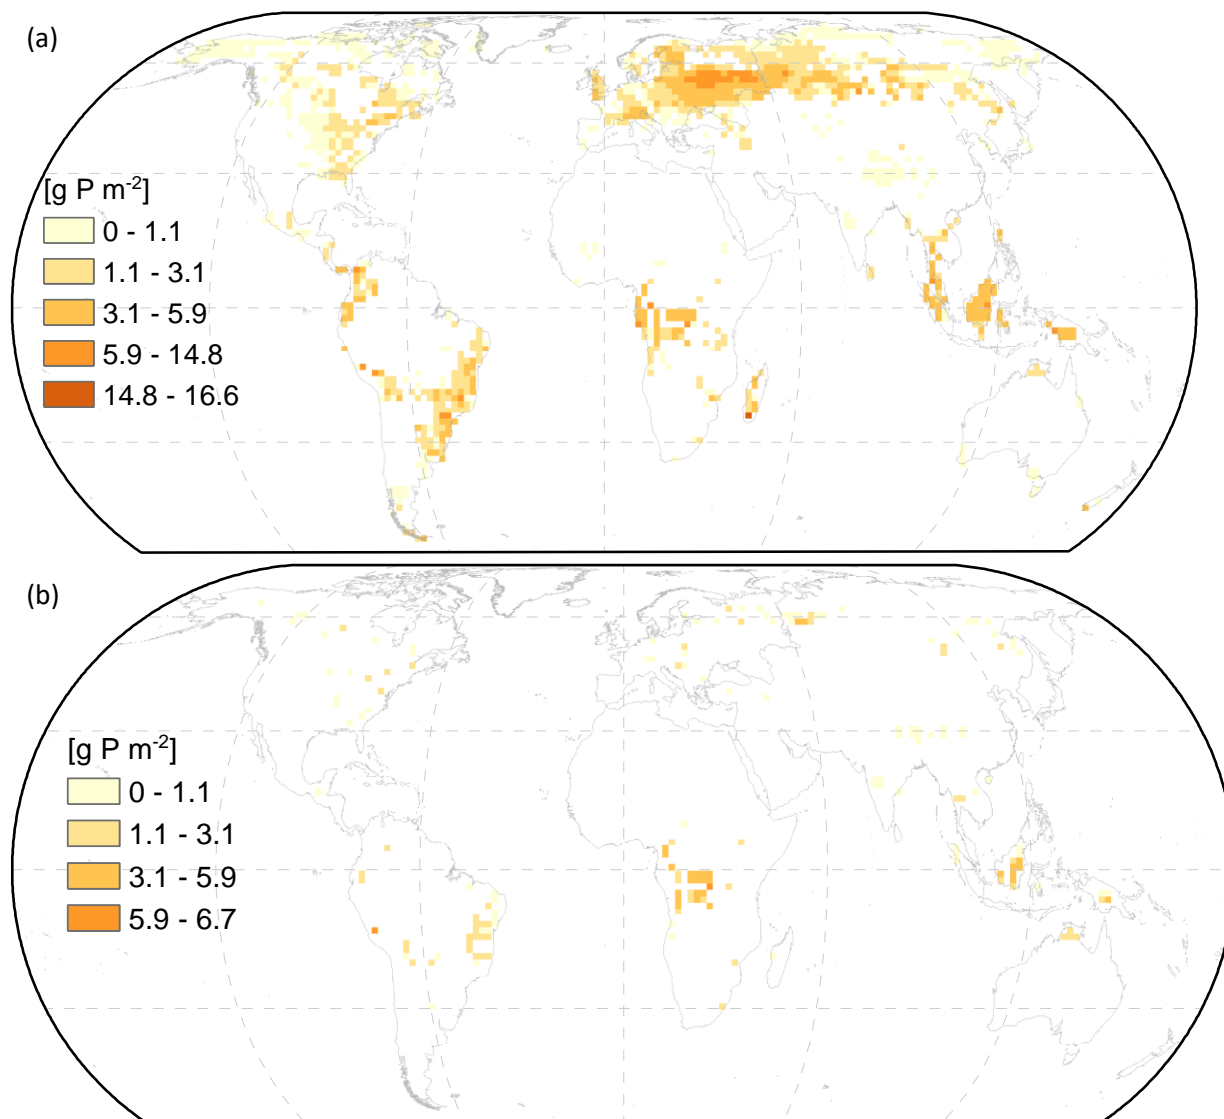 (a)
[g P m⁻²]
0 - 1.1
1.1 - 3.1
3.1 - 5.9
5.9 - 14.8
14.8 - 16.6
(b)
[g P m⁻²]
0 - 1.1
1.1 - 3.1
3.1 - 5.9
5.9 - 6.7